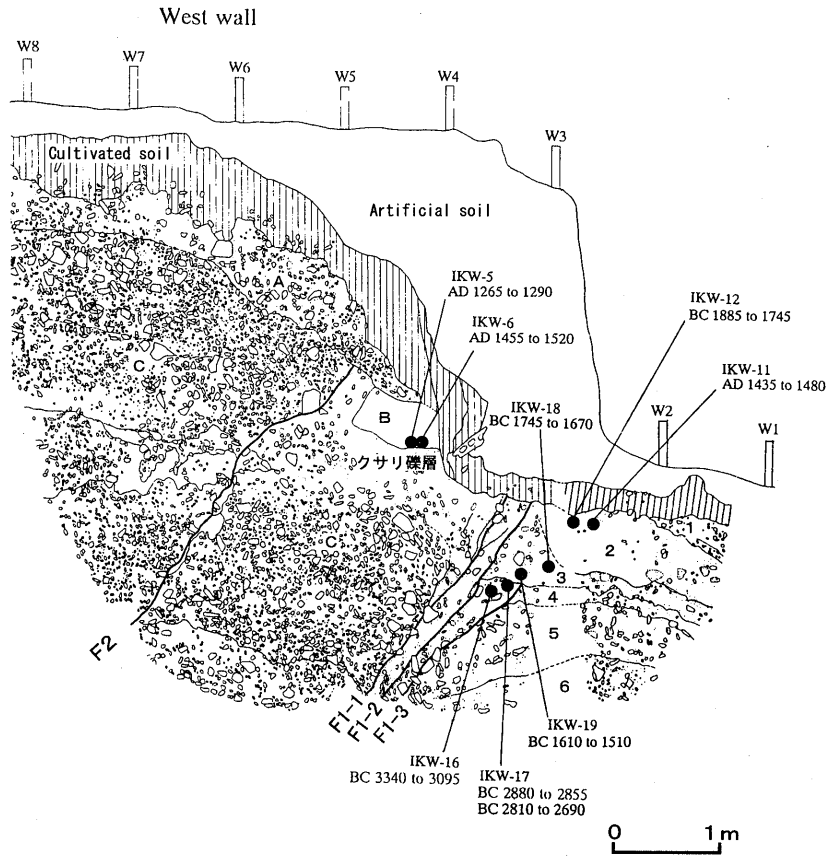 West wall
W8
W7
W6
W5
W4
W3
Cultivated soil
Artificial soil
A
IKW-5
AD 1265 to 1290
IKW-6
AD 1455 to 1520
IKW-12
BC 1885 to 1745
IKW-11
AD 1435 to 1480
C
B
IKW-18
BC 1745 to 1670
W2
W1
クサリ礫層
1
2
C
3
4
5
6
F2
F1-1
F1-2
F1-3
IKW-19
BC 1610 to 1510
IKW-16
BC 3340 to 3095
IKW-17
BC 2880 to 2855
BC 2810 to 2690
0 1m